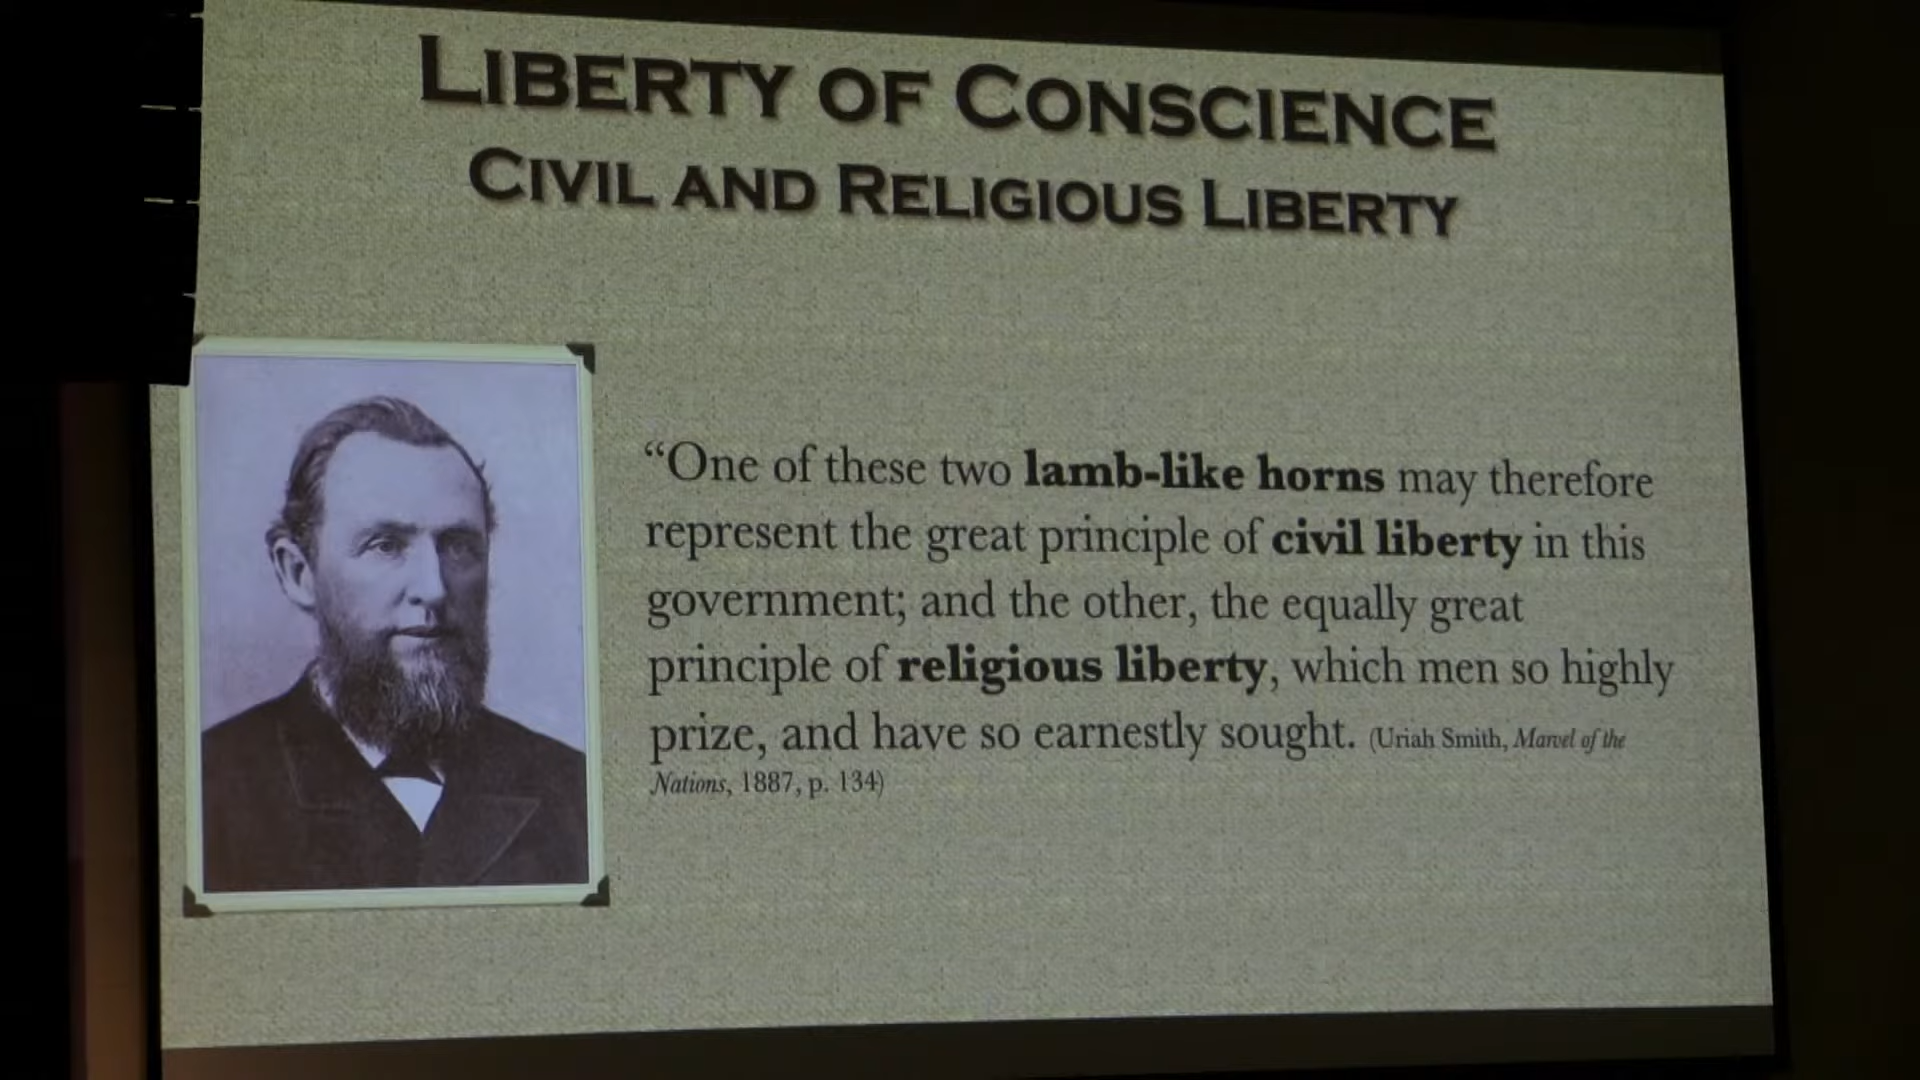 LIBERTY OF CONSCIENCE
CIVIL AND RELIGIOUS LIBERTY
“One of these two lamb-like horns may therefore
represent the great principle of civil liberty in this
government; and the other, the equally great
principle of religious liberty, which men so highly
prize, and have so earnestly sought. (Uriah Smith, Marvel of the
Nations, 1887, p. 134)